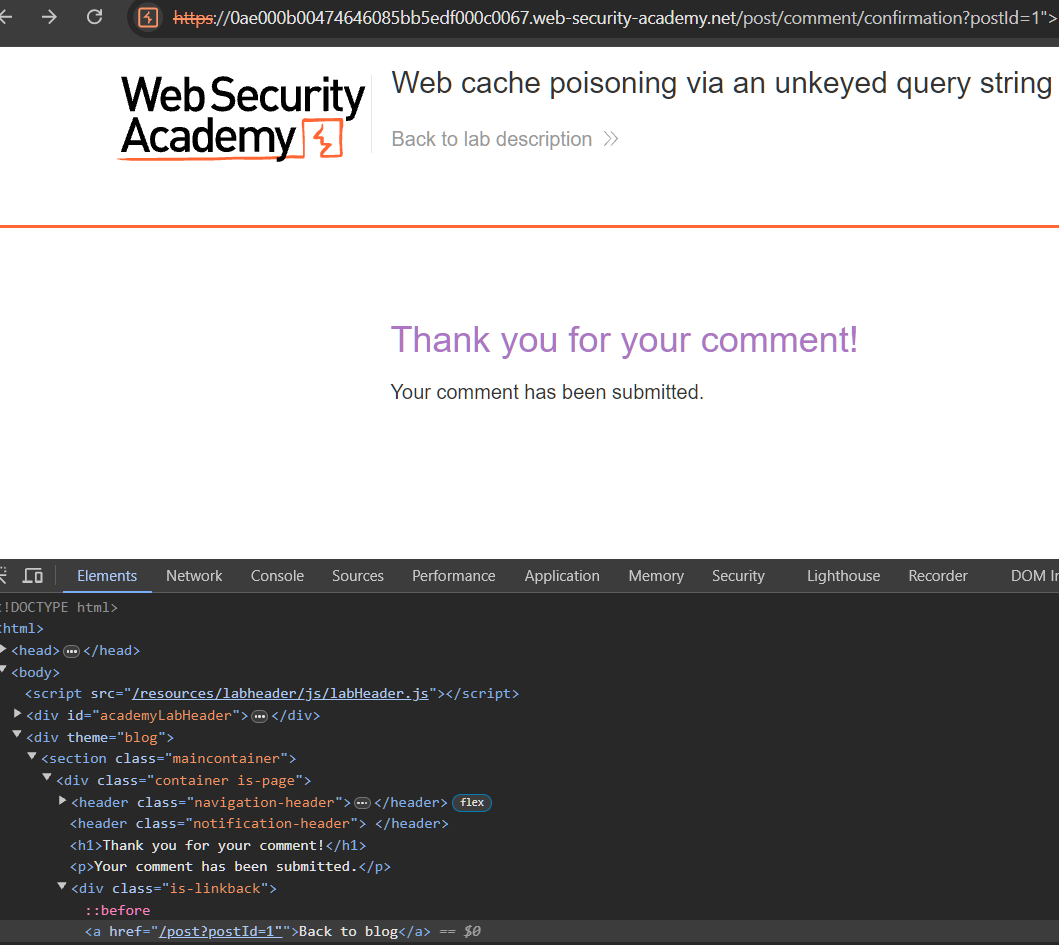 https://0ae000b00474646085bb5edf000c0067.web-security-academy.net/post/comment/confirmation?postId=1">
Web Security
Academy
Web cache poisoning via an unkeyed query string
Back to lab description
Thank you for your comment!
Your comment has been submitted.
Elements Network Console Sources Performance Application Memory Security Lighthouse Recorder DOM In
!DOCTYPE html>
html>
<head> ••• </head>
<body>
<script src="/resources/labheader/js/labHeader.js"></script>
<div id="academyLabHeader"> ••• </div>
<div theme="blog">
<section class="maincontainer">
<div class="container is-page">
<header class="navigation-header"> ••• </header> flex
<header class="notification-header"> </header>
<h1>Thank you for your comment!</h1>
<p>Your comment has been submitted.</p>
<div class="is-linkback">
::before
<a href="/post?postId=1"">Back to blog</a> == $0